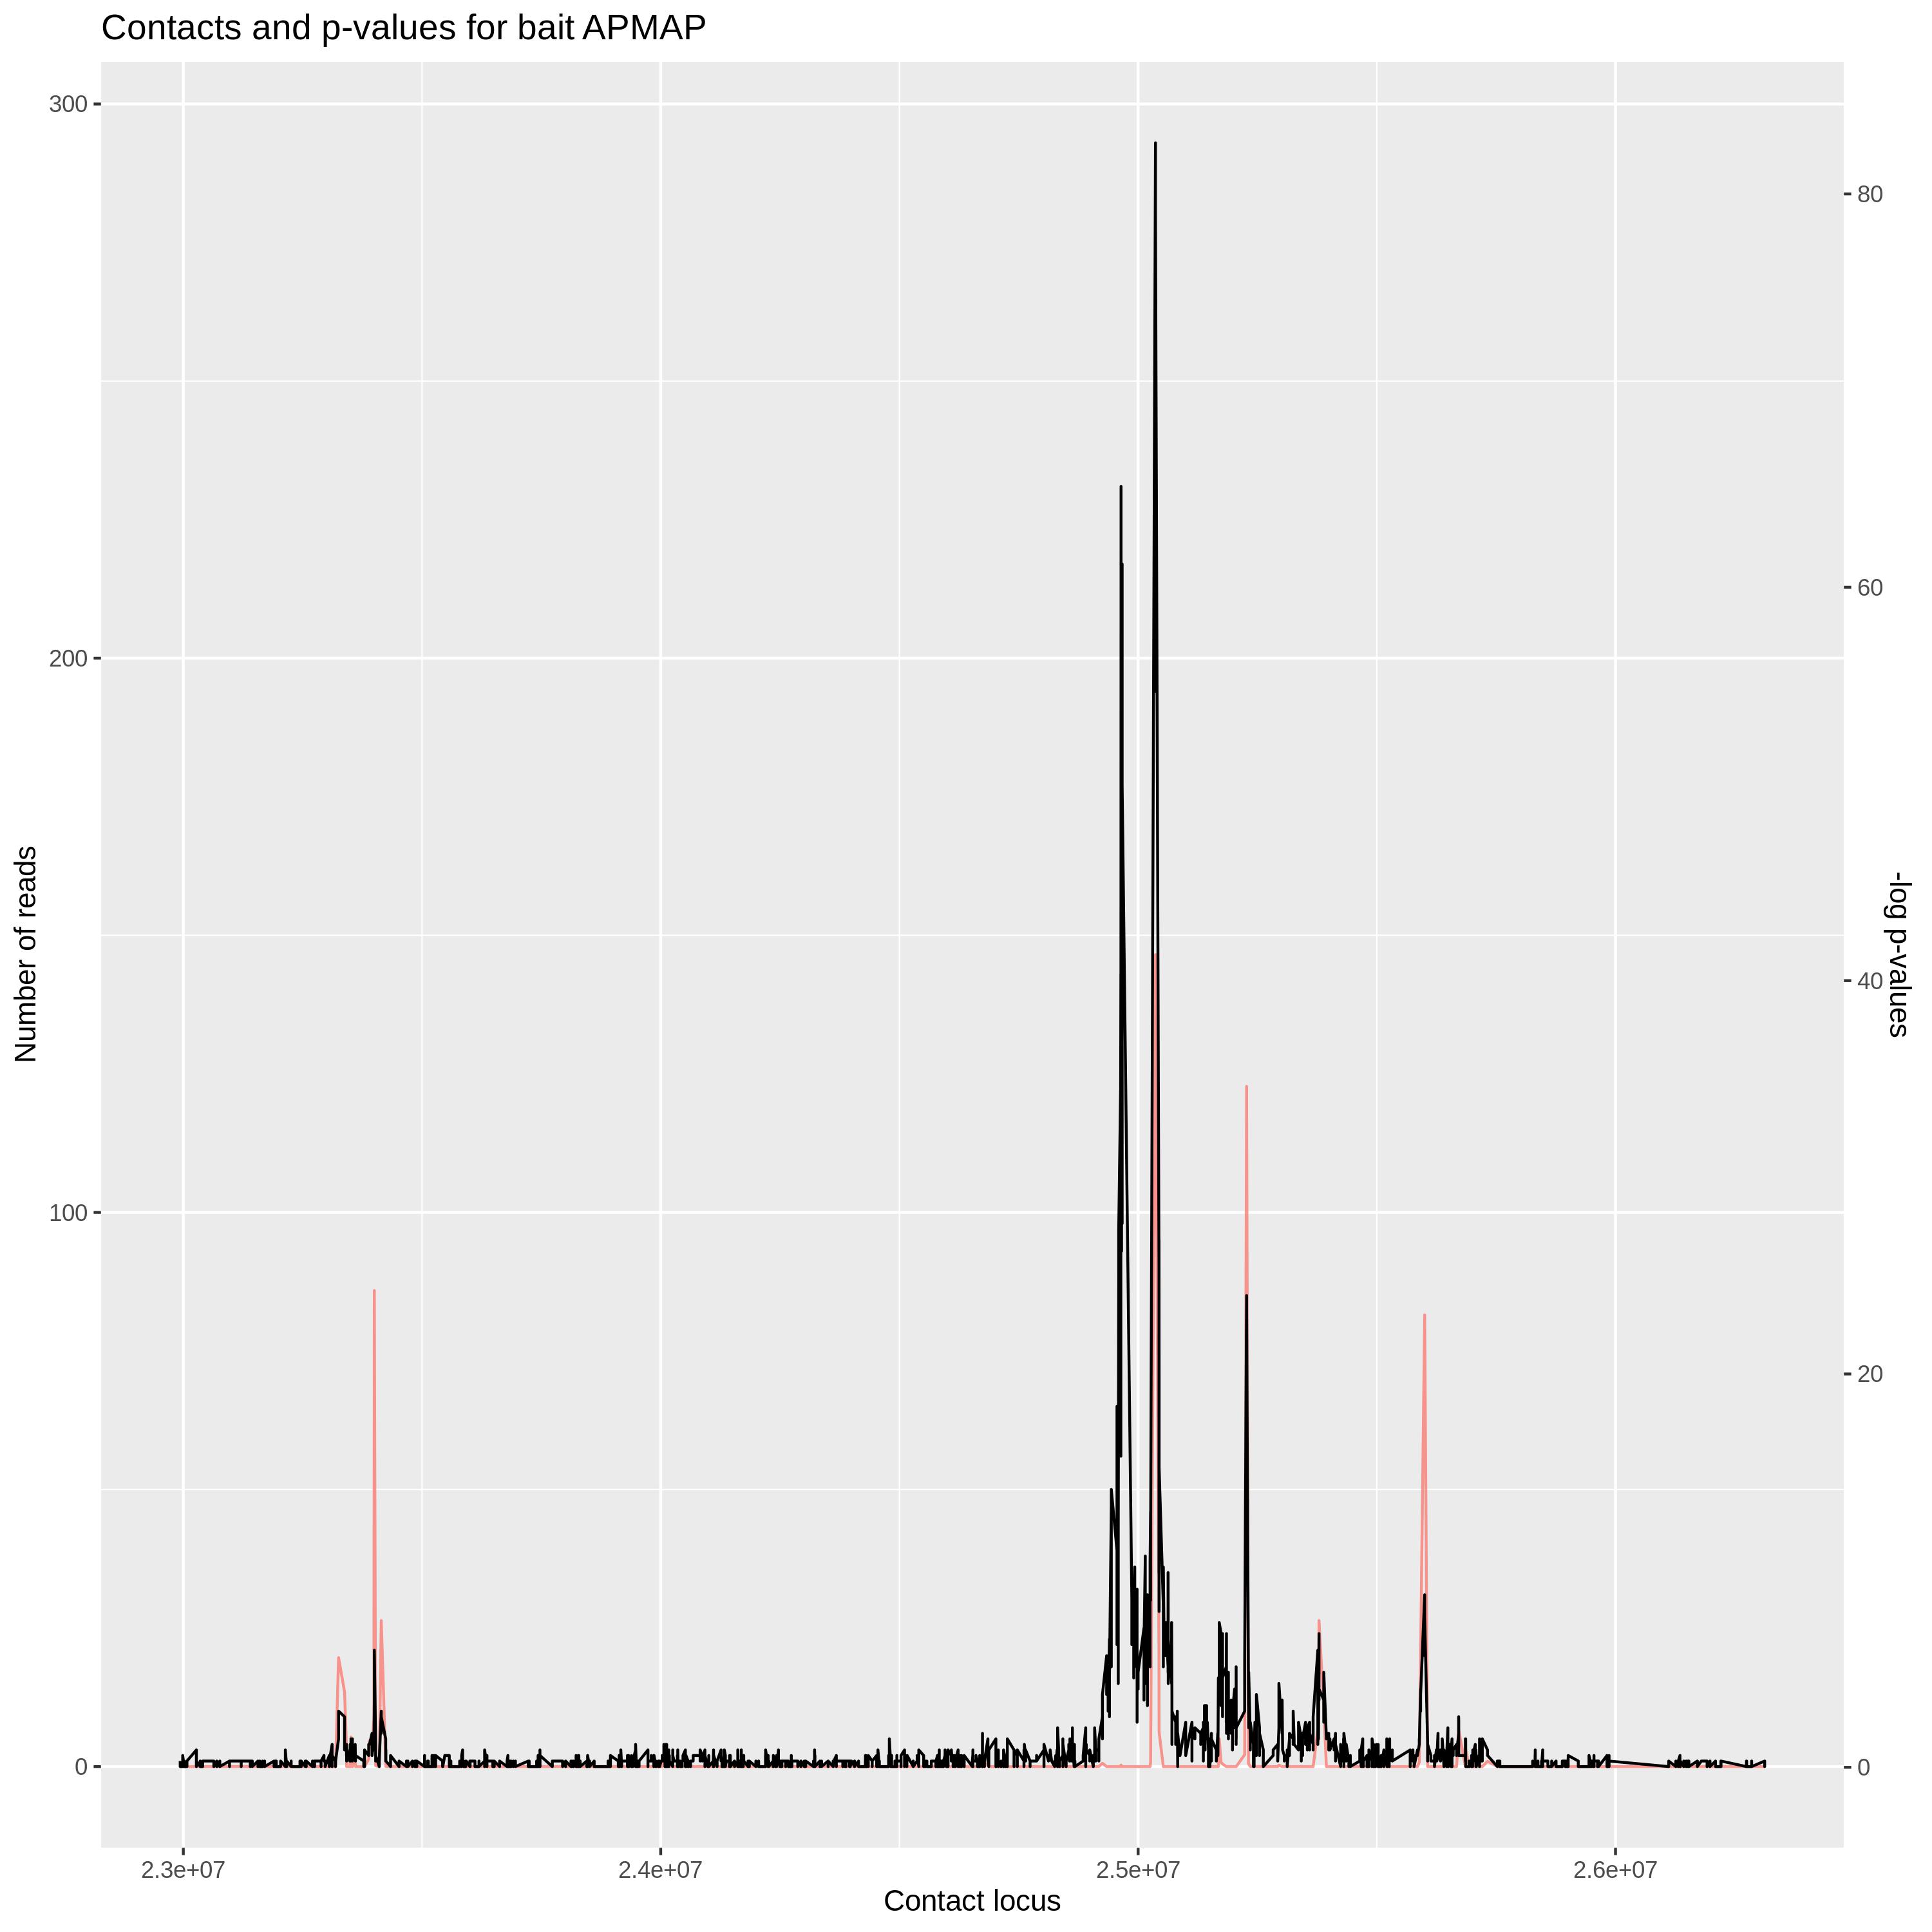 Contacts and p-values for bait APMAP
300
200
100
0
Number of reads
80
60
40
20
0
-log p-values
2.3e+07
2.4e+07
2.5e+07
2.6e+07
Contact locus